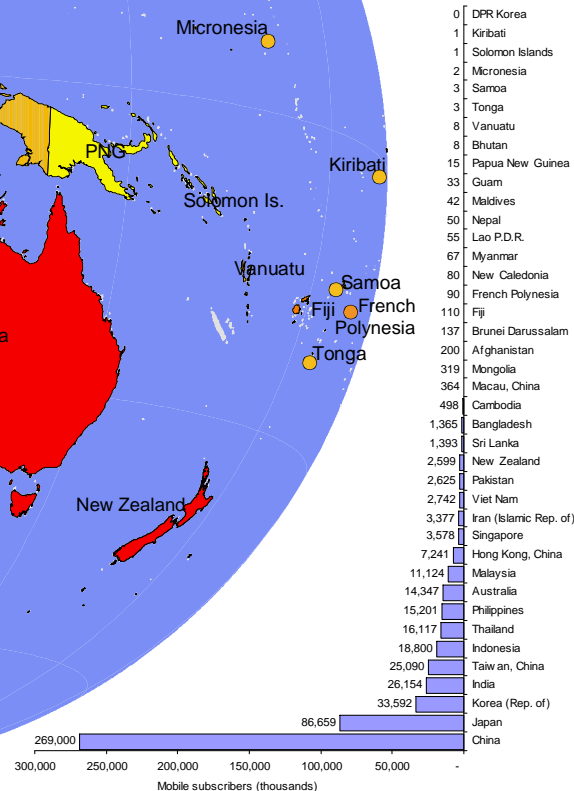 Micronesia
PNG
Kiribati
Solomon Is.
Vanuatu
Samoa
Fiji
French
Polynesia
Tonga
a
New Zealand
0 DPR Korea
1 Kiribati
1 Solomon Islands
2 Micronesia
3 Samoa
3 Tonga
8 Vanuatu
8 Bhutan
15 Papua New Guinea
33 Guam
42 Maldives
50 Nepal
55 Lao P.D.R.
67 Myanmar
80 New Caledonia
90 French Polynesia
110 Fiji
137 Brunei Darussalam
200 Afghanistan
319 Mongolia
364 Macau, China
498 Cambodia
1,365 Bangladesh
1,393 Sri Lanka
2,599 New Zealand
2,625 Pakistan
2,742 Viet Nam
3,377 Iran (Islamic Rep. of)
3,578 Singapore
7,241 Hong Kong, China
11,124 Malaysia
14,347 Australia
15,201 Philippines
16,117 Thailand
18,800 Indonesia
25,090 Taiwan, China
26,154 India
33,592 Korea (Rep. of)
86,659 Japan
269,000 China
300,000 250,000 200,000 150,000 100,000 50,000 -
Mobile subscribers (thousands)